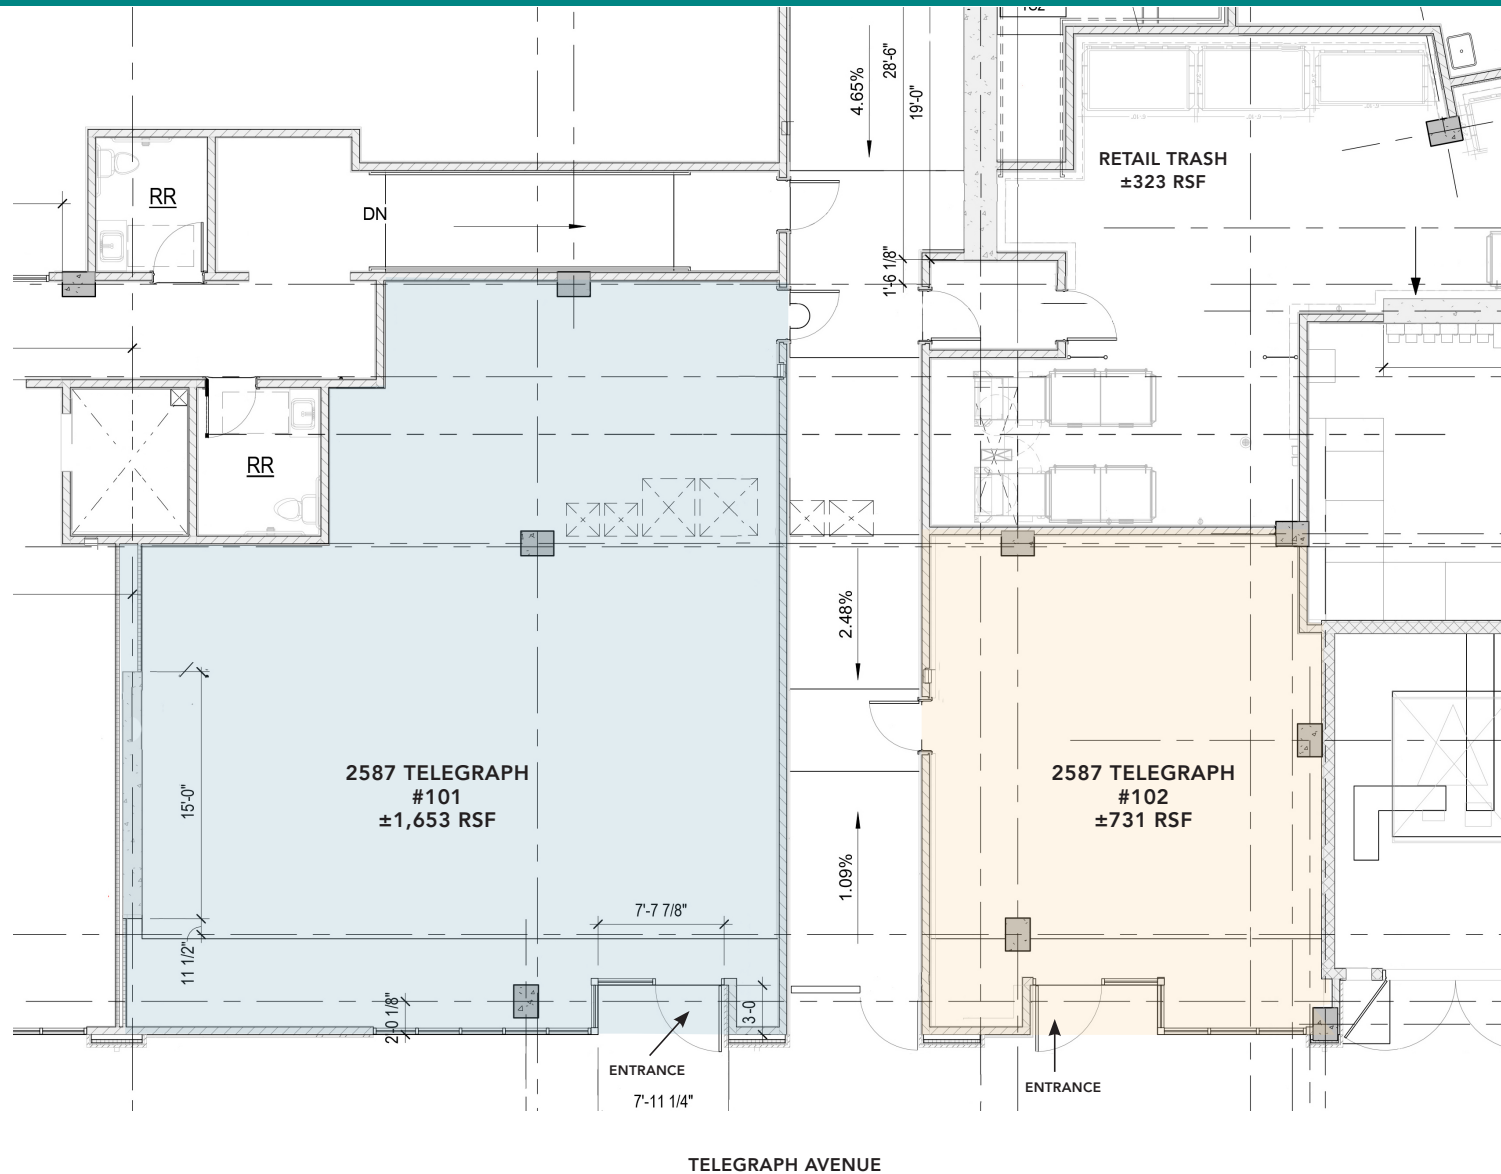 4.65%
28'-6"
19'-0"
RETAIL TRASH
±323 RSF
RR
DN
1'-6 1/8"
RR
2.48%
2587 TELEGRAPH
#101
±1,653 RSF
2587 TELEGRAPH
#102
±731 RSF
15'-0"
1.09%
7'-7 7/8"
11 1/2"
2'-0 1/8"
3'-0
ENTRANCE
ENTRANCE
7'-11 1/4"
TELEGRAPH AVENUE